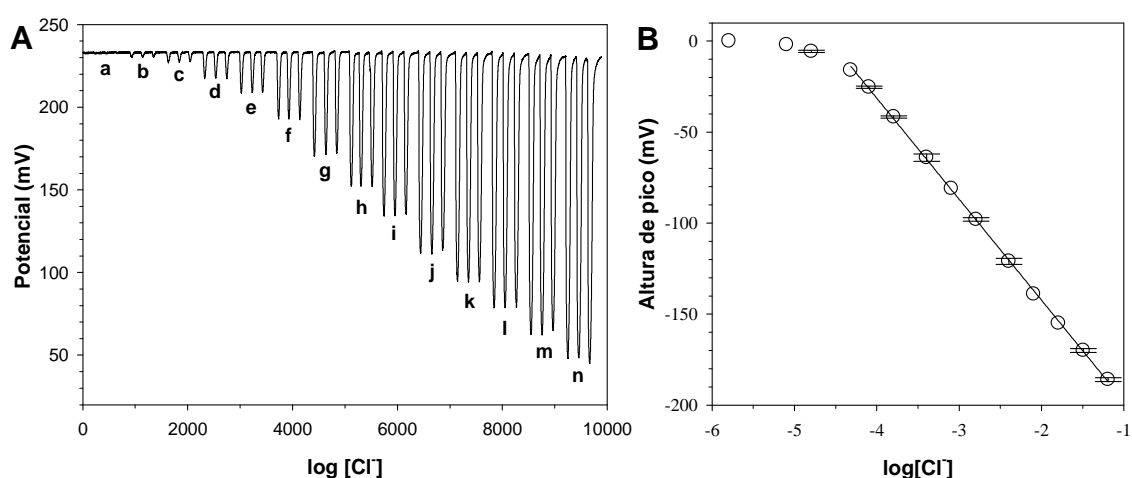 A
Potencial (mV)
250
200
150
100
50
a
b
c
d
e
f
g
h
i
j
k
l
m
n
0
2000
4000
6000
8000
10000
log [Cl⁻]
B
Altura de pico (mV)
0
-50
-100
-150
-200
-6
-5
-4
-3
-2
-1
log[Cl⁻]